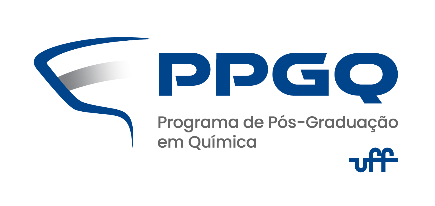 PPGQ
Programa de Pós-Graduação
em Química
uff